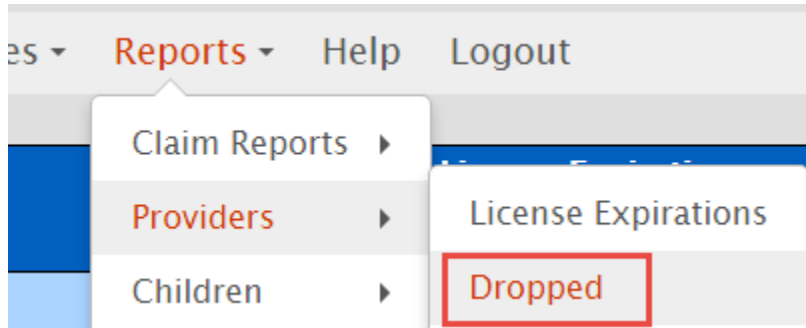 es Reports Help Logout
Claim Reports
Providers
License Expirations
Children
Dropped